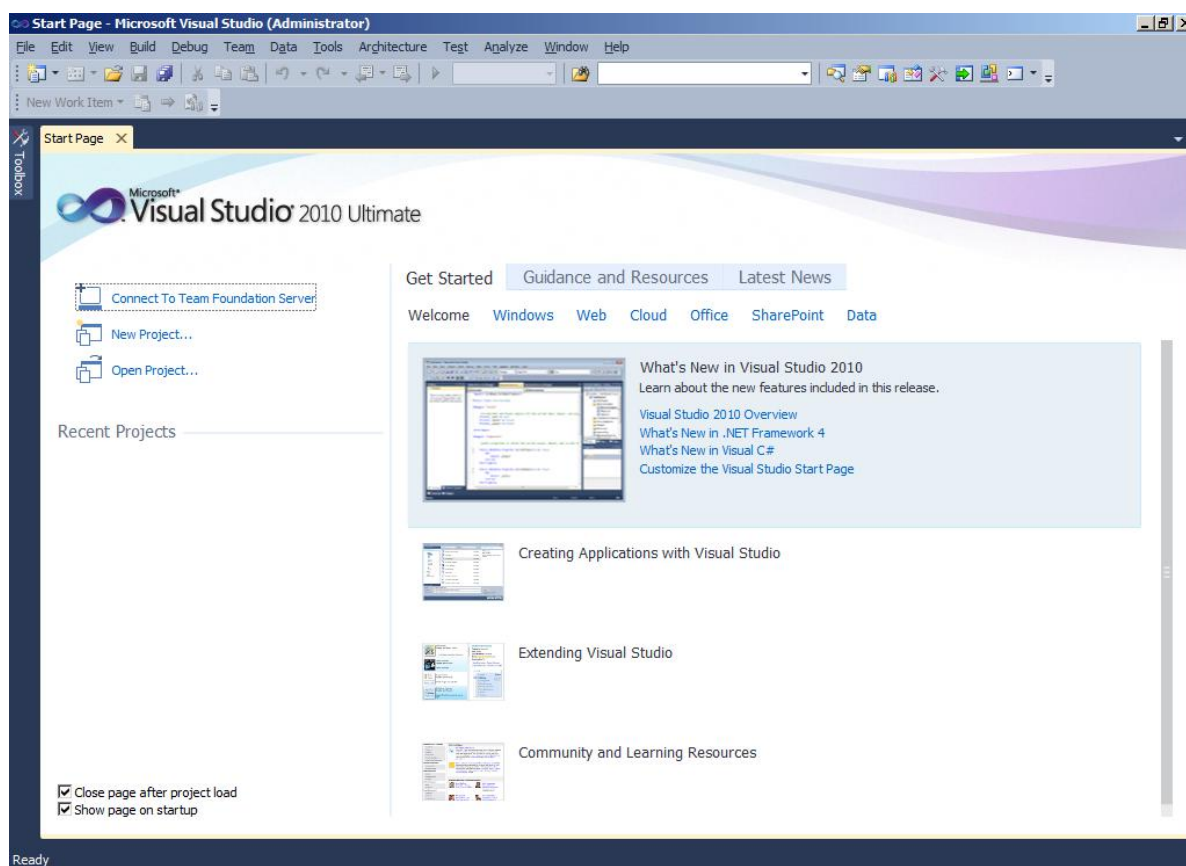 Start Page - Microsoft Visual Studio (Administrator)
File Edit View Build Debug Team Data Tools Architecture Test Analyze Window Help
New Work Item
Toolbox
Start Page
Microsoft
Visual Studio 2010 Ultimate
Connect To Team Foundation Server
New Project...
Open Project...
Recent Projects
Close page after project load
Show page on startup
Get Started Guidance and Resources Latest News
Welcome Windows Web Cloud Office SharePoint Data
What's New in Visual Studio 2010
Learn about the new features included in this release.
Visual Studio 2010 Overview
What's New in .NET Framework 4
What's New in Visual C#
Customize the Visual Studio Start Page
Creating Applications with Visual Studio
Extending Visual Studio
Community and Learning Resources
Ready